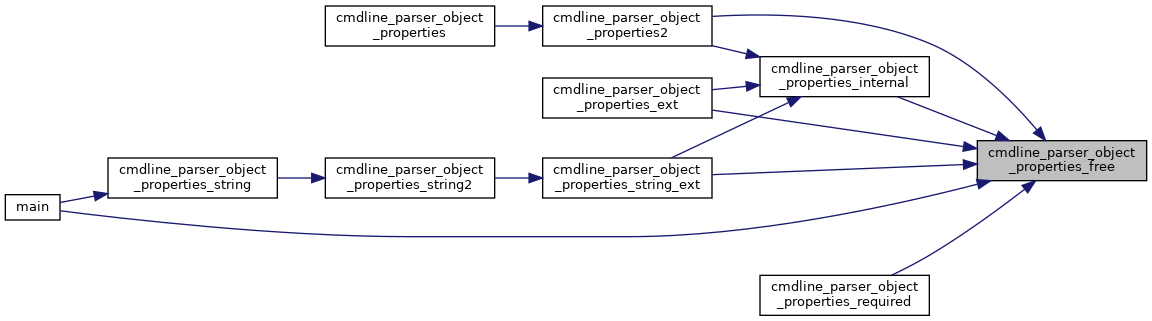 cmdline_parser_object
_properties
cmdline_parser_object
_properties2
cmdline_parser_object
_properties_internal
cmdline_parser_object
_properties_ext
cmdline_parser_object
_properties_free
cmdline_parser_object
_properties_string
cmdline_parser_object
_properties_string2
cmdline_parser_object
_properties_string_ext
main
cmdline_parser_object
_properties_required